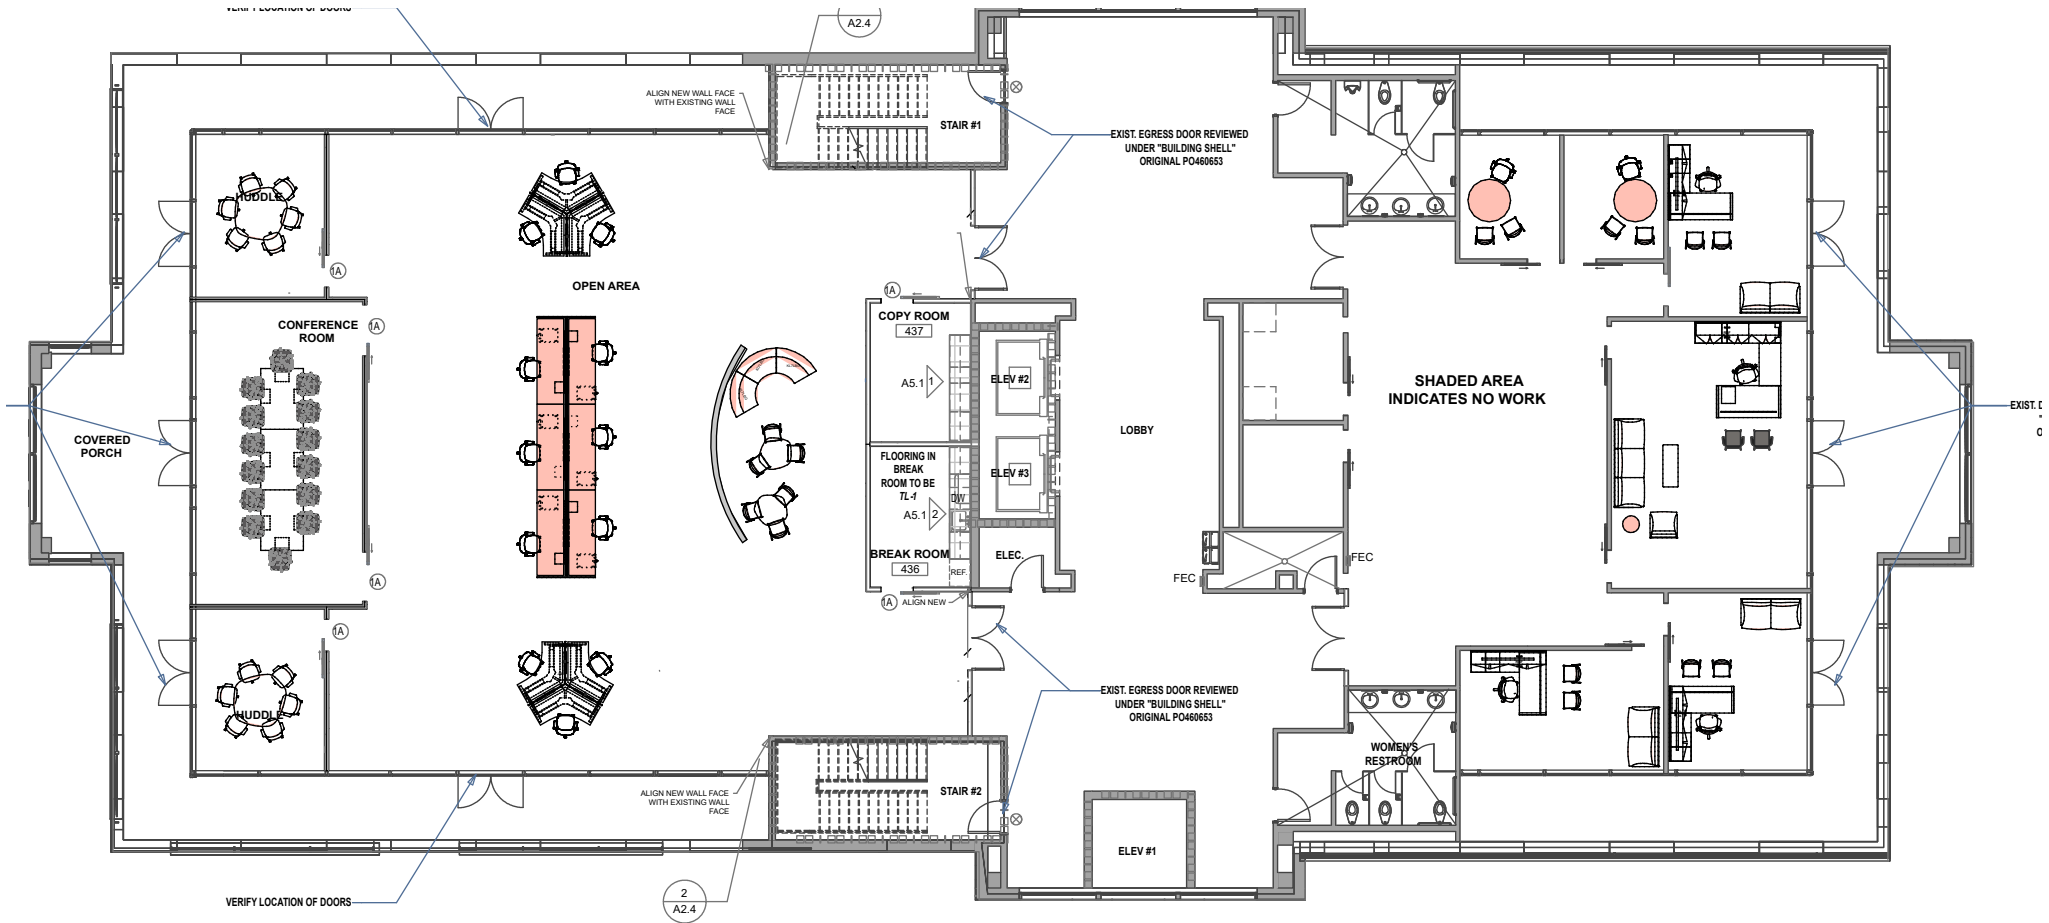 VERIFY LOCATION OF DOORS
A2.4
ALIGN NEW WALL FACE
WITH EXISTING WALL
FACE
STAIR #1
EXIST. EGRESS DOOR REVIEWED
UNDER "BUILDING SHELL"
ORIGINAL PO460653
HUDDLE
1A
OPEN AREA
1A
COPY ROOM
437
CONFERENCE
ROOM
1A
A5.1
1
ELEV #2
SHADED AREA
INDICATES NO WORK
EXIST. D
O
COVERED
PORCH
LOBBY
FLOORING IN
BREAK
ROOM TO BE
TL-1
ELEV #3
DW
A5.1
2
BREAK ROOM
436
REF.
ELEC.
FEC
FEC
1A
1A
ALIGN NEW
1A
HUDDLE
EXIST. EGRESS DOOR REVIEWED
UNDER "BUILDING SHELL"
ORIGINAL PO460653
WOMEN'S
RESTROOM
ALIGN NEW WALL FACE
WITH EXISTING WALL
FACE
STAIR #2
ELEV #1
VERIFY LOCATION OF DOORS
2
A2.4